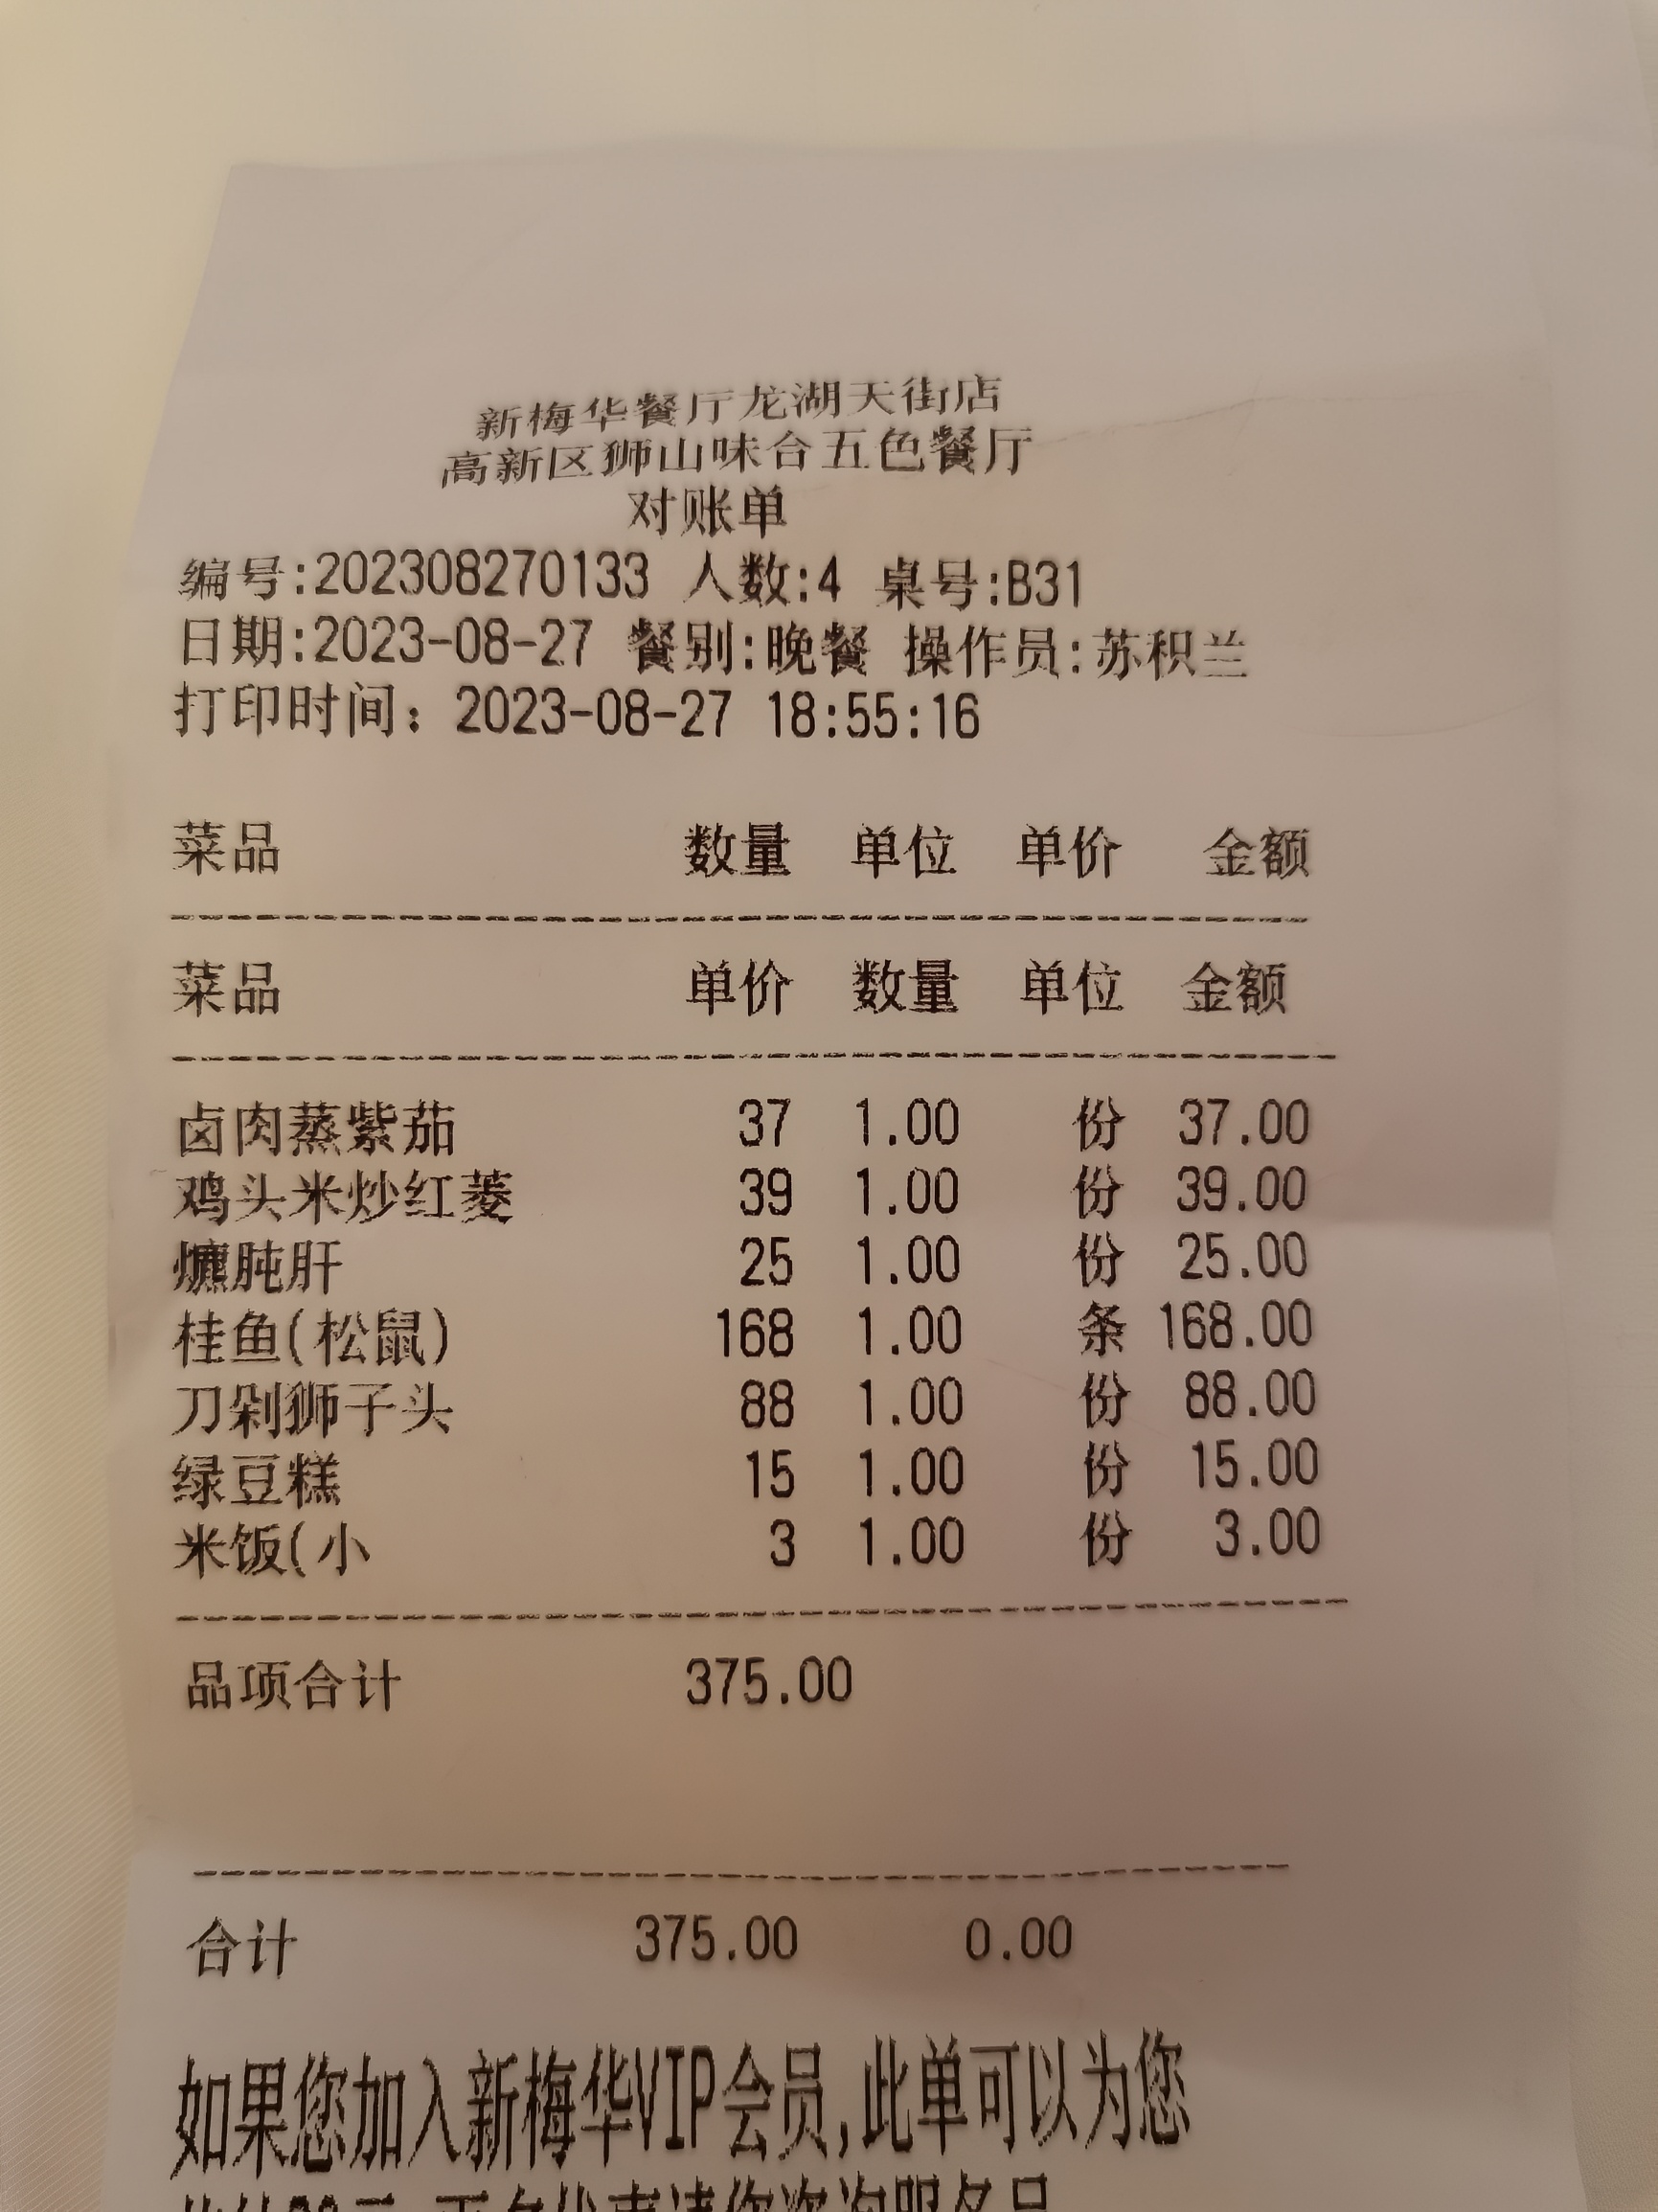 新梅华餐厅龙湖天街店
高新区狮山味合五色餐厅
对账单
编号:202308270133 人数:4 桌号:B31
日期:2023-08-27 餐别:晚餐 操作员:苏积兰
打印时间：2023-08-27 18:55:16
菜品 数量 单位 单价 金额
菜品 单价 数量 单位 金额
卤肉蒸紫茄 37 1.00 份 37.00
鸡头米炒红菱 39 1.00 份 39.00
爊肫肝 25 1.00 份 25.00
桂鱼(松鼠) 168 1.00 条 168.00
刀剁狮子头 88 1.00 份 88.00
绿豆糕 15 1.00 份 15.00
米饭(小 3 1.00 份 3.00
品项合计 375.00
合计 375.00 0.00
如果您加入新梅华VIP会员,此单可以为您